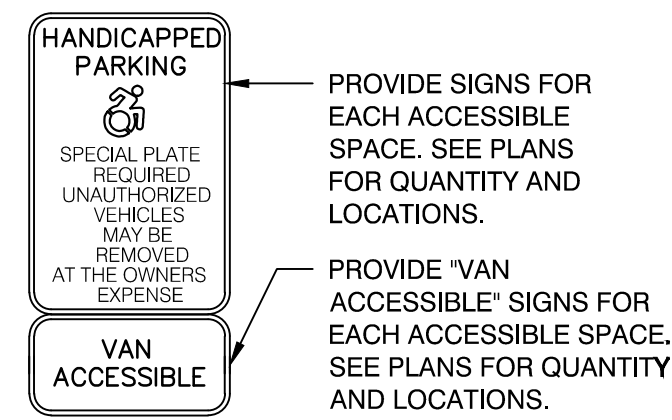 HANDICAPPED
PARKING
SPECIAL PLATE
REQUIRED
UNAUTHORIZED
VEHICLES
MAY BE
REMOVED
AT THE OWNERS
EXPENSE
VAN
ACCESSIBLE
PROVIDE SIGNS FOR
EACH ACCESSIBLE
SPACE. SEE PLANS
FOR QUANTITY AND
LOCATIONS.
PROVIDE "VAN
ACCESSIBLE" SIGNS FOR
EACH ACCESSIBLE SPACE.
SEE PLANS FOR QUANTITY
AND LOCATIONS.